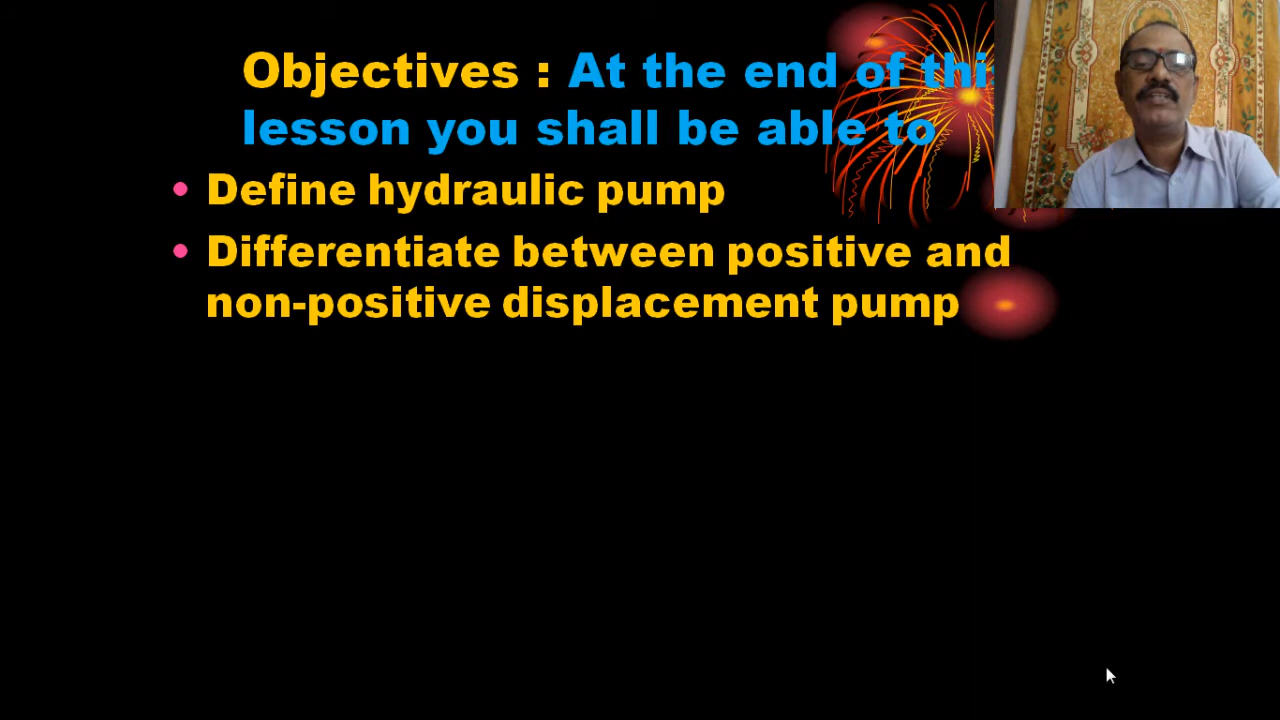 Objectives : At the end of thi
lesson you shall be able to
• Define hydraulic pump
• Differentiate between positive and
non-positive displacement pump